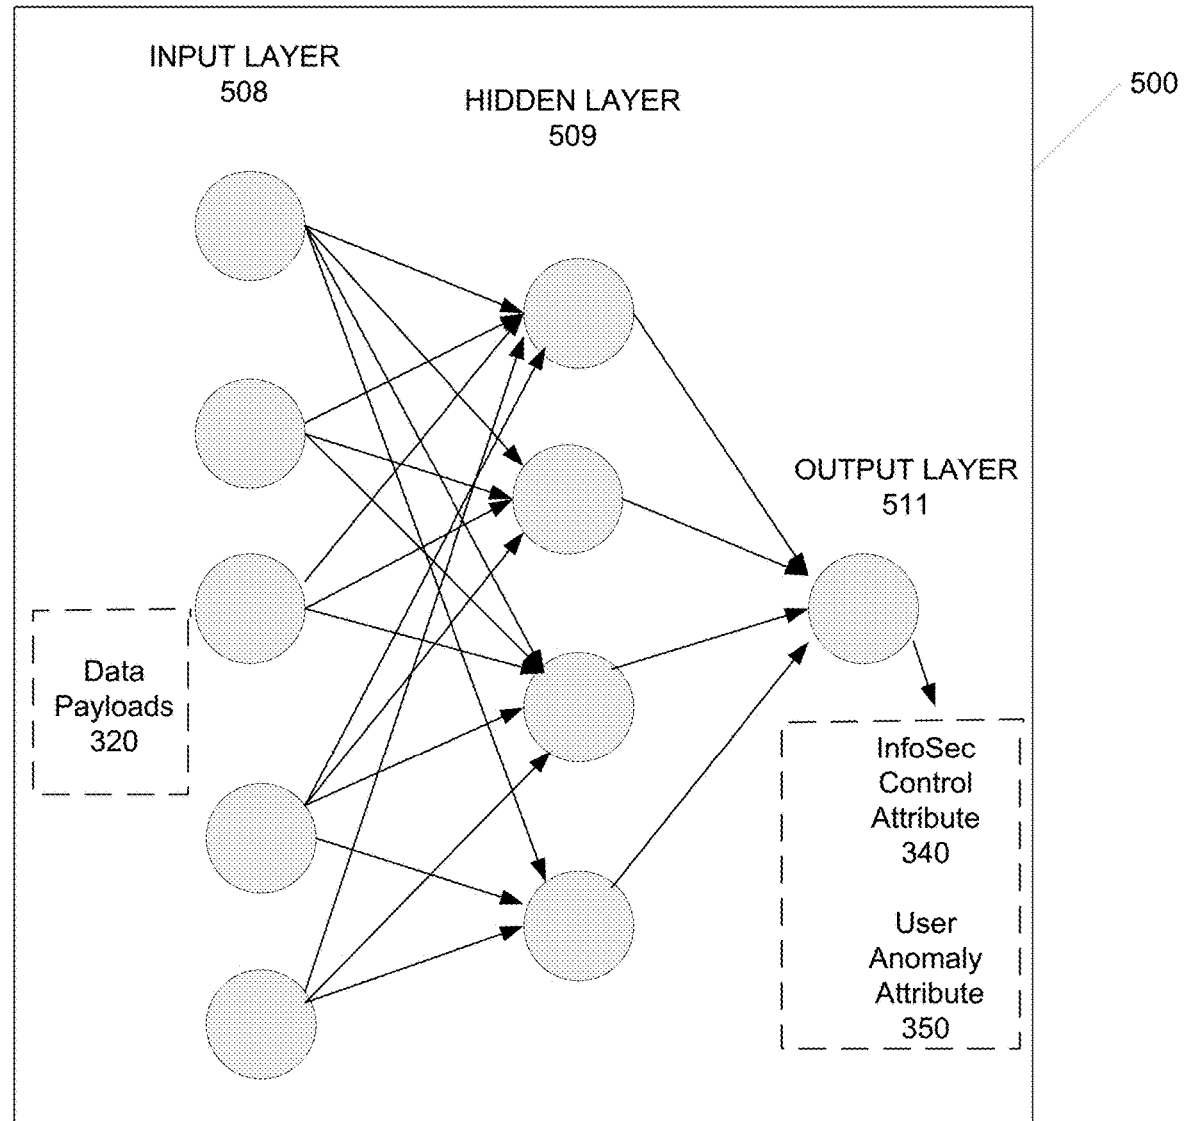 INPUT LAYER
508
HIDDEN LAYER
509
500
OUTPUT LAYER
511
Data
Payloads
320
InfoSec
Control
Attribute
340
User
Anomaly
Attribute
350